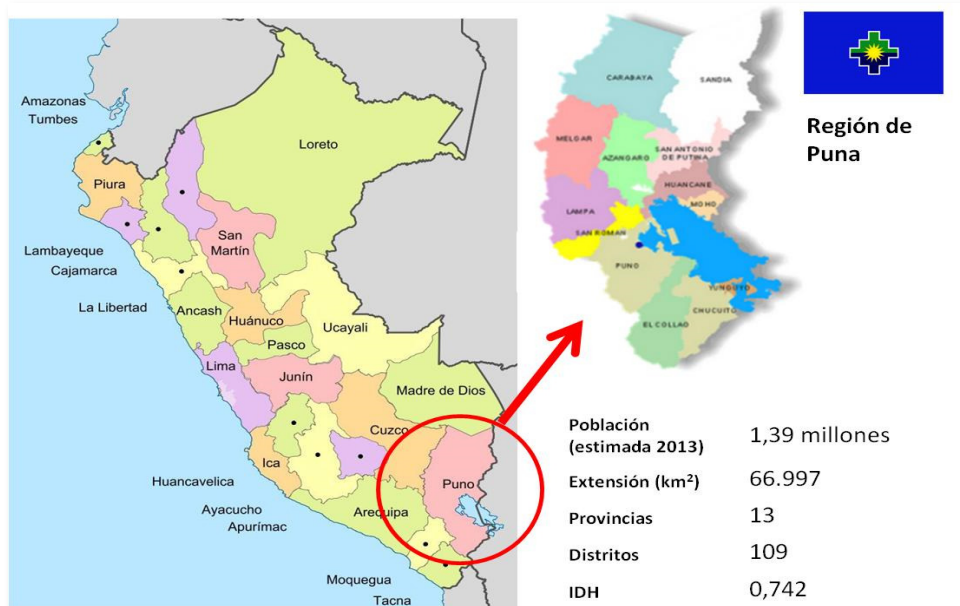 Amazonas
Tumbes
Loreto
Piura
San
Martín
Lambayeque
Cajamarca
La Libertad
Ancash
Huánuco
Ucayali
Pasco
Lima
Junín
Madre de Dios
Cuzco
Ica
Puno
Huancavelica
Arequipa
Ayacucho
Apurímac
Moquegua
Tacna
CARABAYA
SANDIA
MELGAR
AZANGARO
SAN ANTONIO
DE PUTINA
HUANCANE
LAMPA
MOHO
SAN ROMAN
PUNO
YUNGUYO
CHUCUITO
EL COLLAO
Región de
Puna
Población
(estimada 2013) 1,39 millones
Extensión (km²) 66.997
Provincias 13
Distritos 109
IDH 0,742